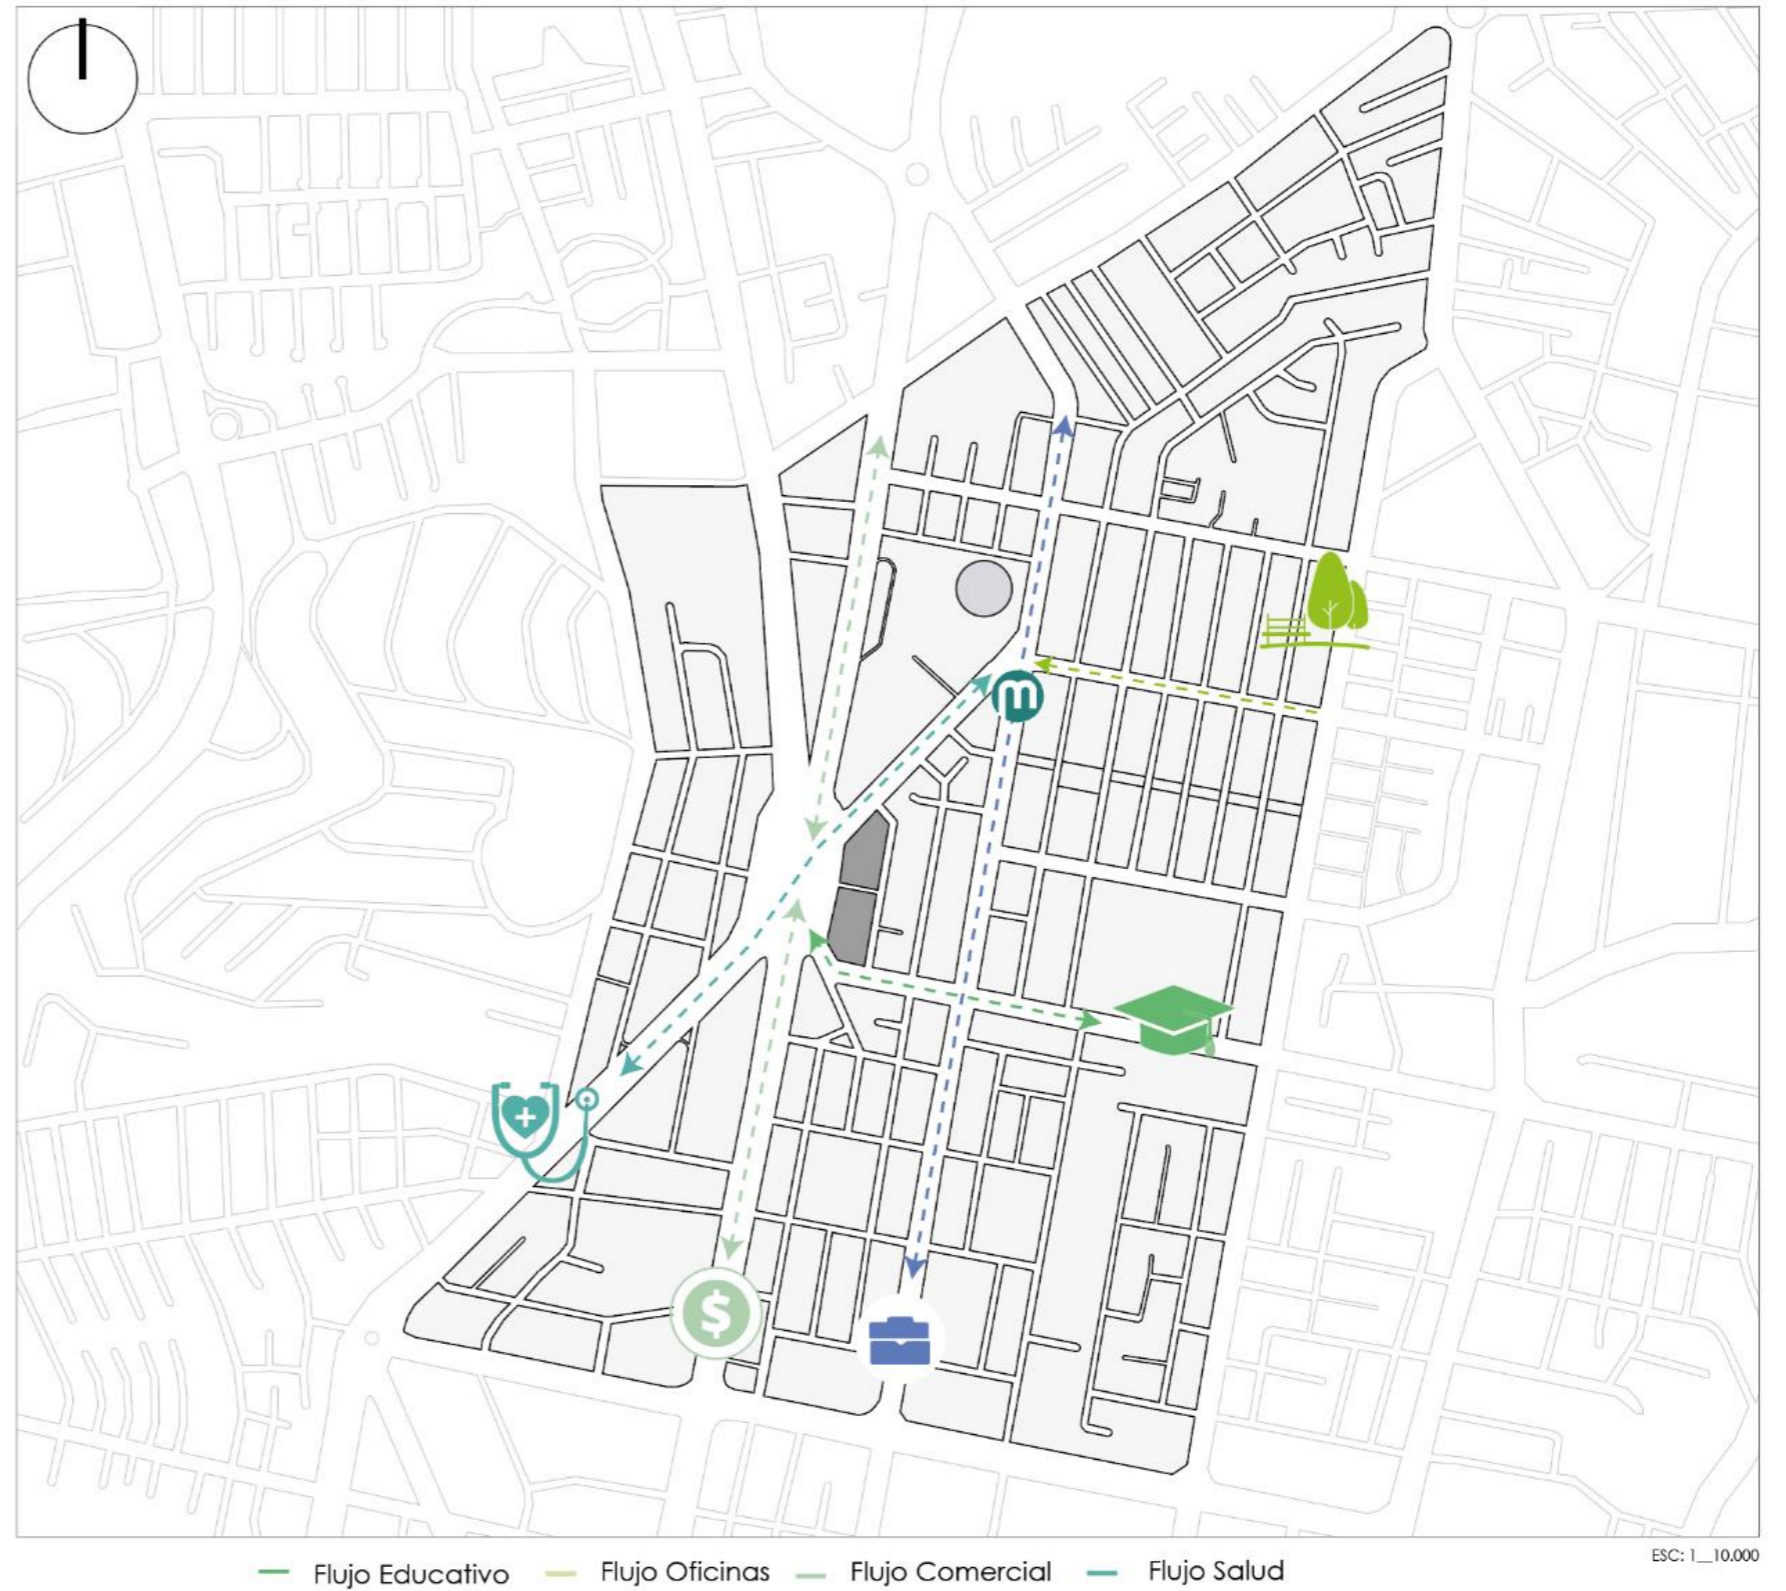 m
$
ESC: 1__10.000
Flujo Educativo
Flujo Oficinas
Flujo Comercial
Flujo Salud